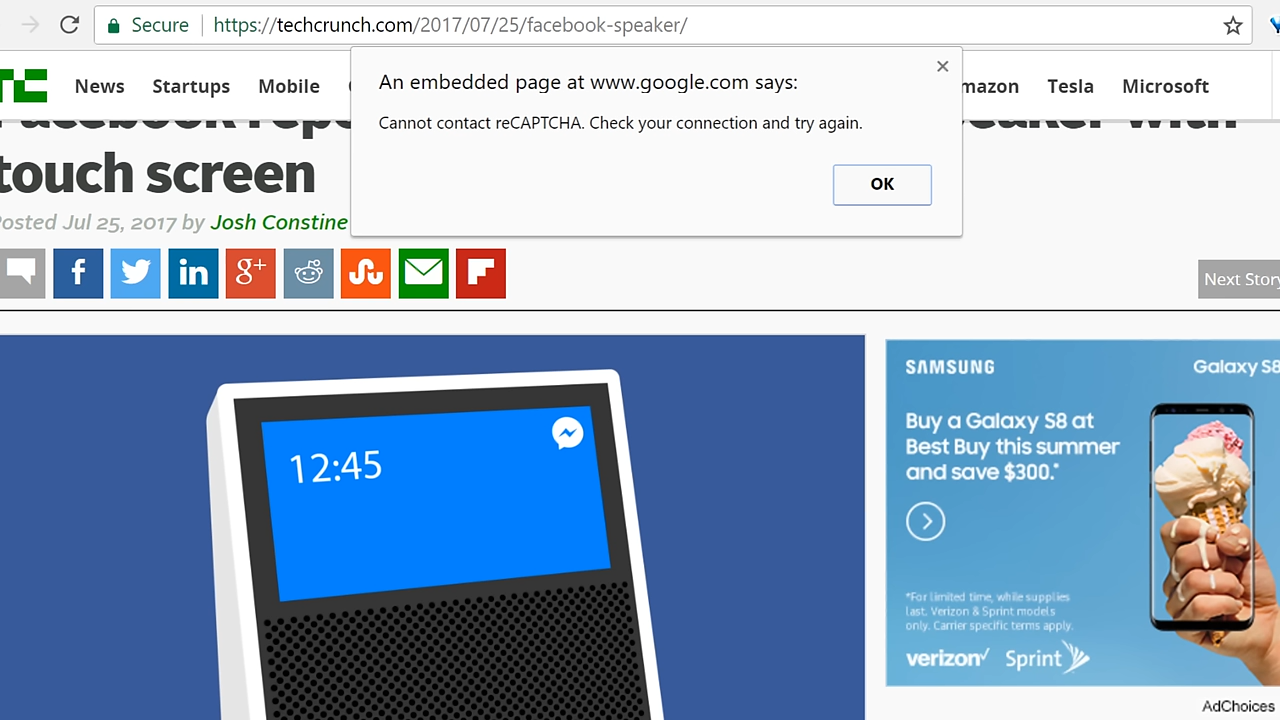 Secure https://techcrunch.com/2017/07/25/facebook-speaker/
An embedded page at www.google.com says:
Cannot contact reCAPTCHA. Check your connection and try again.
OK
TC News Startups Mobile mazon Tesla Microsoft
touch screen
osted Jul 25, 2017 by Josh Constine
f in g+
Next Story
12:45
SAMSUNG Galaxy S8
Buy a Galaxy S8 at
Best Buy this summer
and save $300.*
*For limited time, while supplies
last. Verizon & Sprint models
only. Carrier specific terms apply.
verizon✓ Sprint
AdChoices